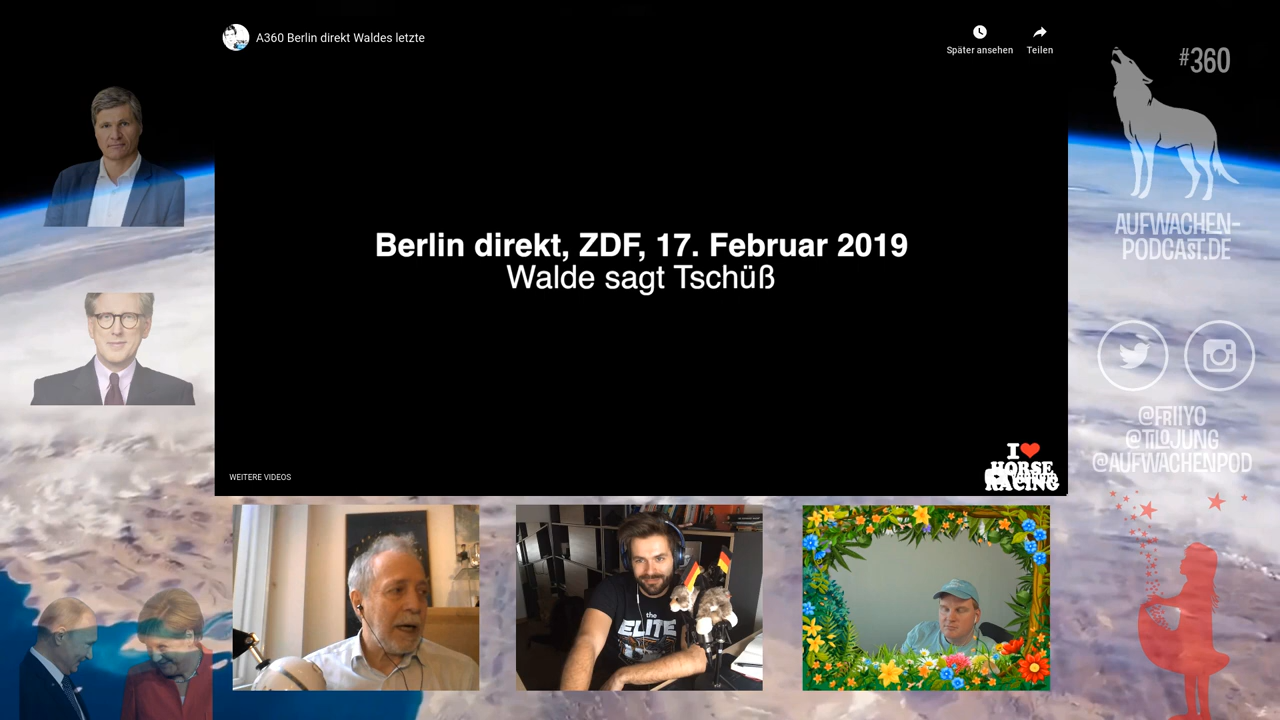 A360 Berlin direkt Waldes letzte
Später ansehen
Teilen
#360
AUFWACHEN-
PODCAST.DE
Berlin direkt, ZDF, 17. Februar 2019
Walde sagt Tschüß
@FRIIYO
@TILOJUNG
@AUFWACHENPOD
I
HORSE
RACING
WEITERE VIDEOS
the
ELITE